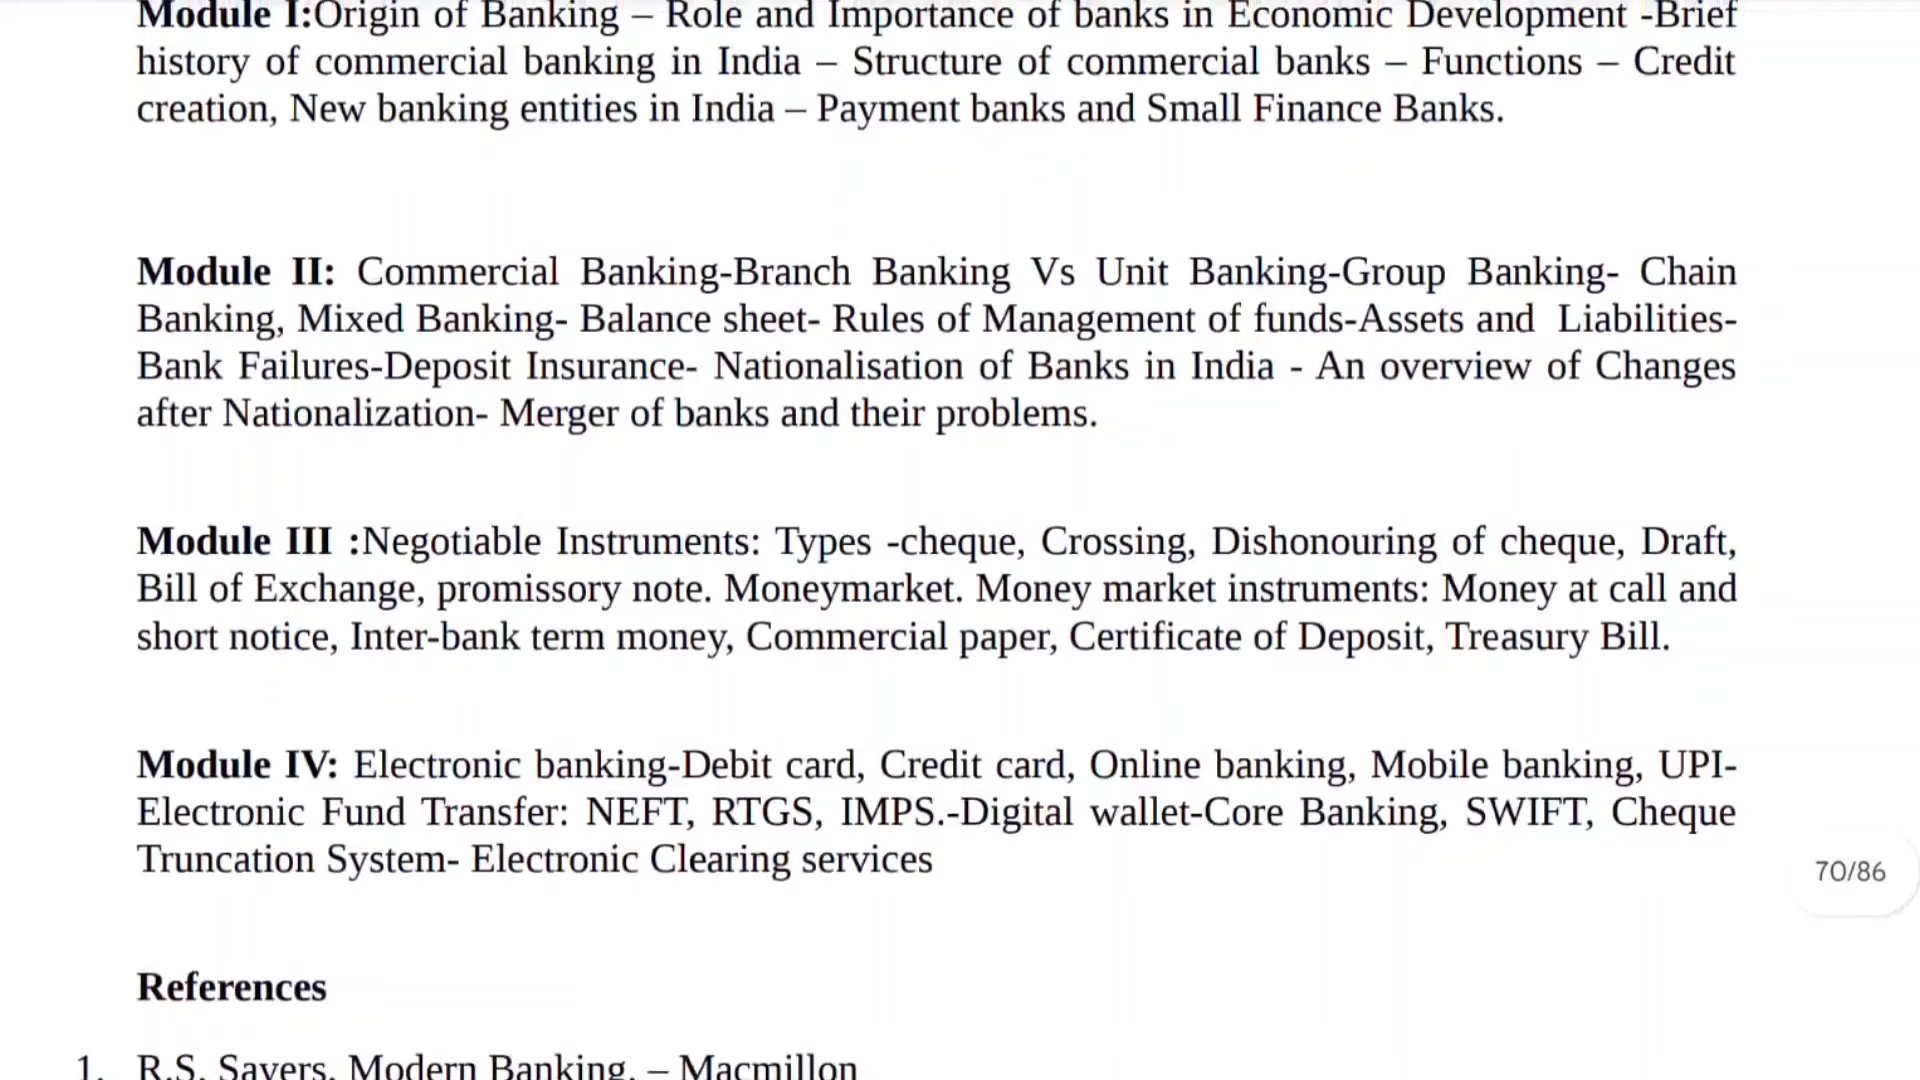 Module I:Origin of Banking – Role and Importance of banks in Economic Development -Brief
history of commercial banking in India – Structure of commercial banks – Functions – Credit
creation, New banking entities in India – Payment banks and Small Finance Banks.
Module II: Commercial Banking-Branch Banking Vs Unit Banking-Group Banking- Chain
Banking, Mixed Banking- Balance sheet- Rules of Management of funds-Assets and Liabilities-
Bank Failures-Deposit Insurance- Nationalisation of Banks in India - An overview of Changes
after Nationalization- Merger of banks and their problems.
Module III :Negotiable Instruments: Types -cheque, Crossing, Dishonouring of cheque, Draft,
Bill of Exchange, promissory note. Moneymarket. Money market instruments: Money at call and
short notice, Inter-bank term money, Commercial paper, Certificate of Deposit, Treasury Bill.
Module IV: Electronic banking-Debit card, Credit card, Online banking, Mobile banking, UPI-
Electronic Fund Transfer: NEFT, RTGS, IMPS.-Digital wallet-Core Banking, SWIFT, Cheque
Truncation System- Electronic Clearing services
70/86
References
1. R.S. Sayers, Modern Banking, – Macmillon